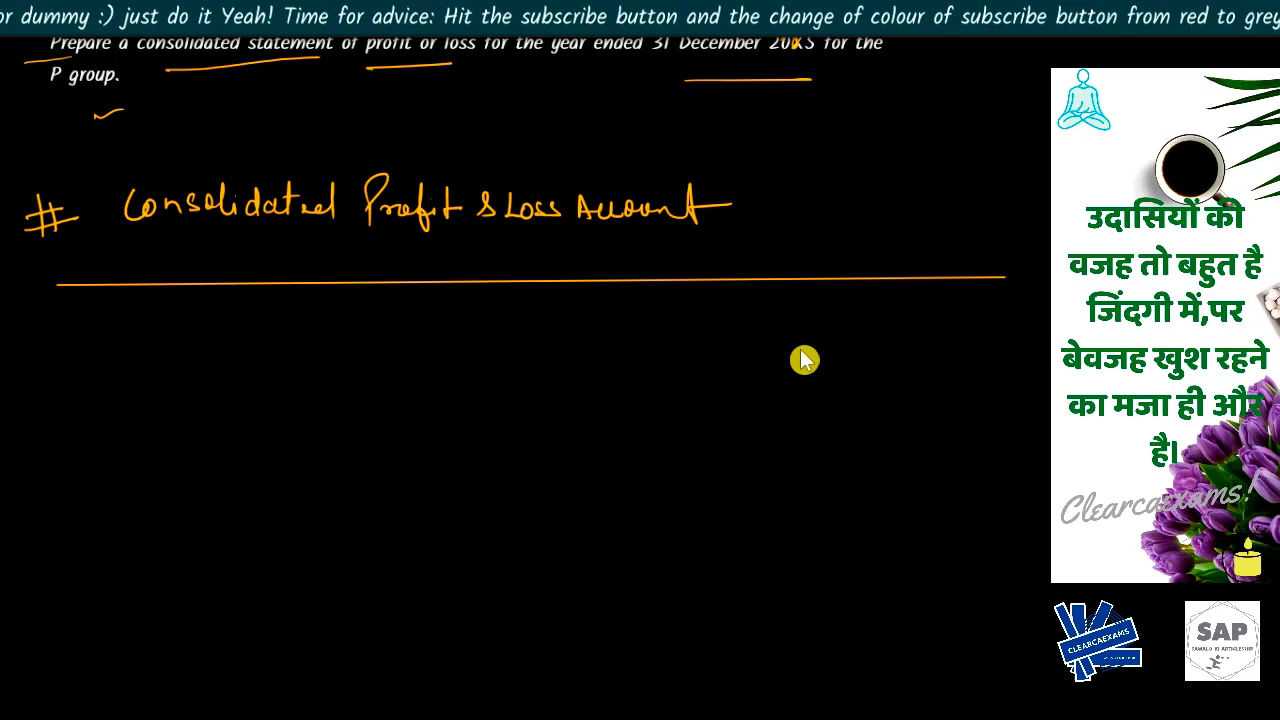 or dummy :) just do it Yeah! Time for advice: Hit the subscribe button and the change of colour of subscribe button from red to grey
Prepare a consolidated statement of profit or loss for the year ended 31 December for the
P group.
# Consolidated Profit & Loss Account
उदासियों की
वजह तो बहुत है
जिंदगी में,पर
बेवजह खुश रहने
का मजा ही और
है।
Clearcaexams!
CLEARCAEXAMS
SAP
SAMALO KI ARTICLESHIP